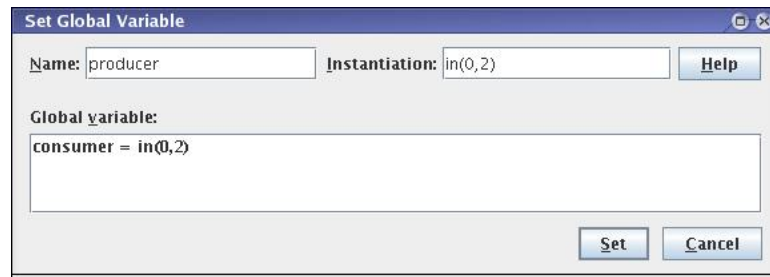 Set Global Variable
Name: producer Instantiation: in(0,2) Help
Global variable:
consumer = in(0,2)
Set Cancel